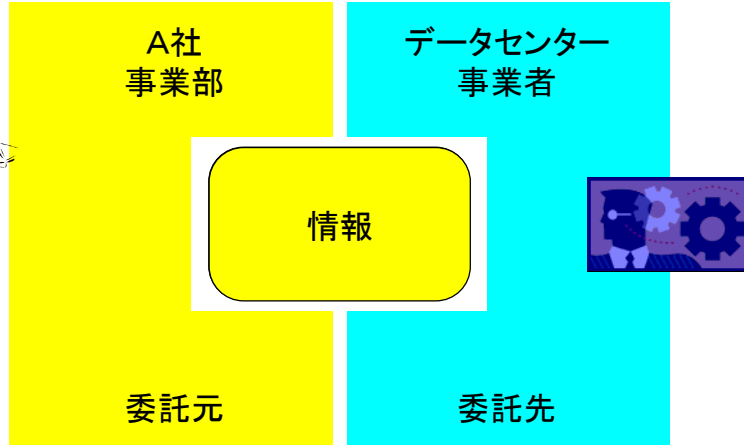 A社
事業部
データセンター
事業者
情報
委託元
委託先